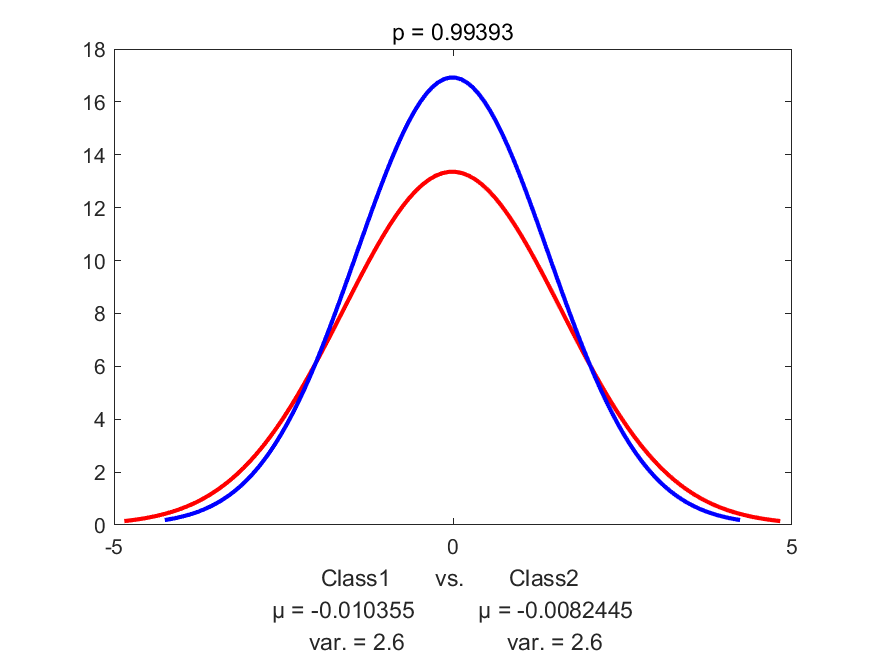 p = 0.99393
18
16
14
12
10
8
6
4
2
0
-5 0 5
Class1 vs. Class2
μ = -0.010355 μ = -0.0082445
var. = 2.6 var. = 2.6